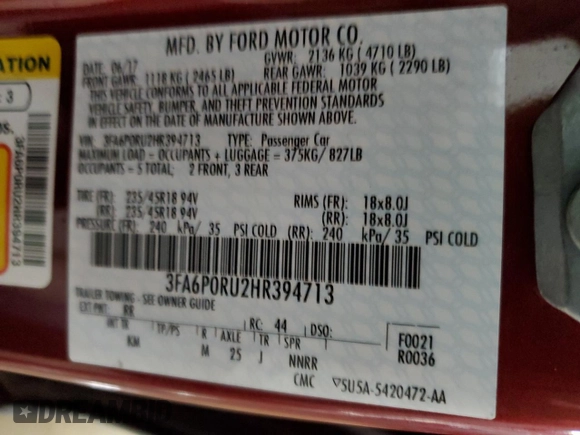 MFD. BY FORD MOTOR CO.
DATE: 06/17
GVWR: 2136 KG (4710 LB)
FRONT GAWR: 1118 KG (2465 LB)
REAR GAWR: 1039 KG (2290 LB)
THIS VEHICLE CONFORMS TO ALL APPLICABLE FEDERAL MOTOR
VEHICLE SAFETY, BUMPER, AND THEFT PREVENTION STANDARDS
IN EFFECT ON THE DATE OF MANUFACTURE SHOWN ABOVE.
VIN: 3FA6P0RU2HR394713 TYPE: Passenger Car
MAXIMUM LOAD = OCCUPANTS + LUGGAGE = 375KG/ 827LB
OCCUPANTS = 5 TOTAL; 2 FRONT, 3 REAR
TIRE (FR): 235/45R18 94V RIMS (FR): 18x8.0J
(RR): 235/45R18 94V (RR): 18x8.0J
PRESSURE (FR): 240 kPa/ 35 PSI COLD (RR): 240 kPa/ 35 PSI COLD
3FA6P0RU2HR394713
TRAILER TOWING - SEE OWNER GUIDE
EXT PNT: RR RC: 44 DSO:
INT TR TP/PS R AXLE TR SPR
KM M 25 J NNRR
F0021
R0036
CMC
5U5A-5420472-AA
ATION
: 3
3FA6P0RU2HR394713
DREAMBID